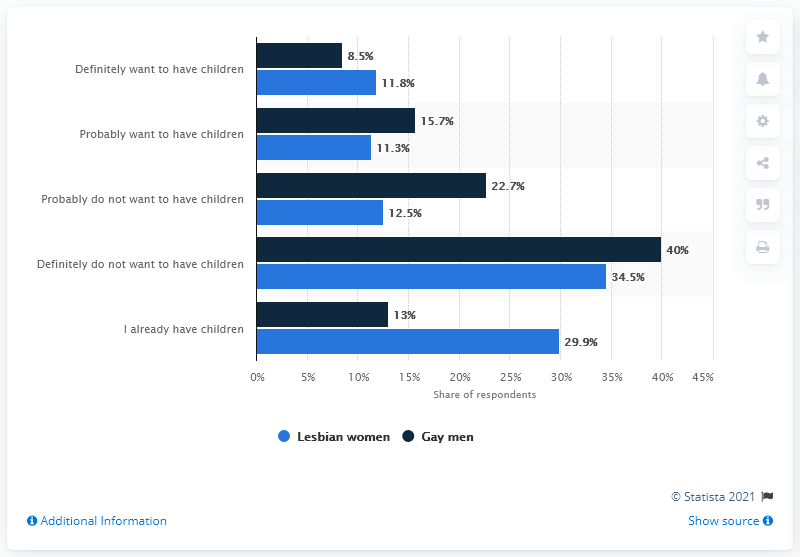 Definitely want to have children 8.5%
11.8%
Probably want to have children 15.7%
11.3%
Probably do not want to have children 22.7%
12.5%
Definitely do not want to have children 40%
34.5%
I already have children 13%
29.9%
0% 5% 10% 15% 20% 25% 30% 35% 40% 45%
Share of respondents
Lesbian women Gay men
© Statista 2021
Additional Information Show source